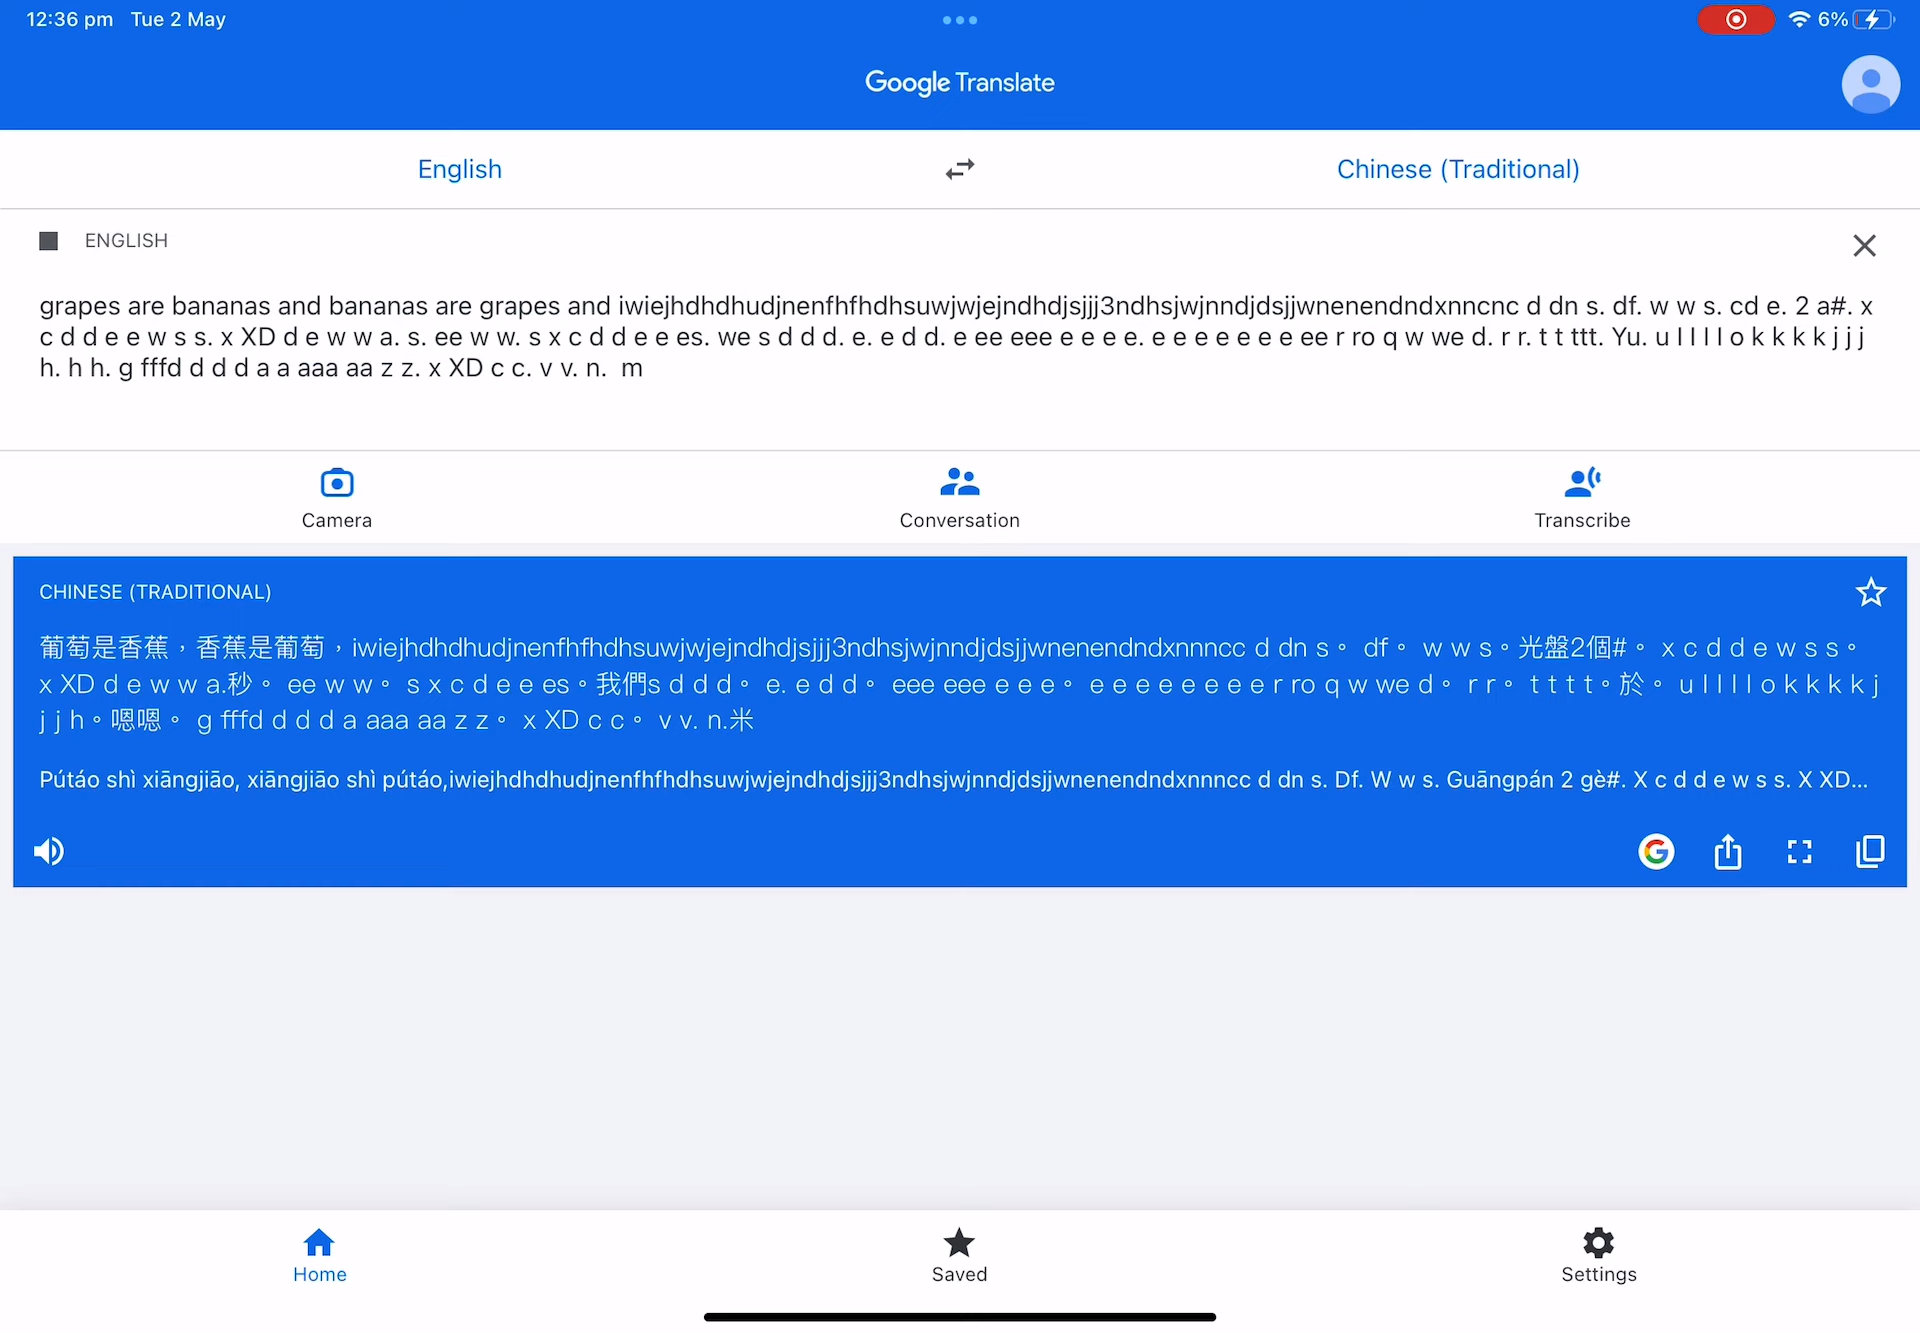 12:36 pm Tue 2 May
6%
Google Translate
English
Chinese (Traditional)
ENGLISH
grapes are bananas and bananas are grapes and iwiejhdhdhudjnenfhfhdhsuwjwjejndhdjsjjj3ndhsjwjnndjdsjjwnenendndxnncnc d dn s. df. w w s. cd e. 2 a#. x
c d d e e w s s. x XD d e w w a. s. ee w w. s x c d d e e es. we s d d d. e. e d d. e ee eee e e e e. e e e e e e e ee r ro q w we d. r r. t t ttt. Yu. u l l l l o k k k k j j j
h. h h. g fffd d d d a a aaa aa z z. x XD c c. v v. n.  m
Camera
Conversation
Transcribe
CHINESE (TRADITIONAL)
葡萄是香蕉，香蕉是葡萄，iwiejhdhdhudjnenfhfhdhsuwjwjejndhdjsjjj3ndhsjwjnndjdsjjwnenendndxnnncc d dn s。 df。 w w s。光盤2個#。 x c d d e w s s。
x XD d e w w a.秒。 ee w w。 s x c d e e es。我們s d d d。 e. e d d。 eee eee e e e。 e e e e e e e e r ro q w we d。 r r。 t t t t。於。 u l l l l o k k k k j
j j h。嗯嗯。 g fffd d d d a aaa aa z z。 x XD c c。 v v. n.米
Pútáo shì xiāngjiāo, xiāngjiāo shì pútáo,iwiejhdhdhudjnenfhfhdhsuwjwjejndhdjsjjj3ndhsjwjnndjdsjjwnenendndxnnncc d dn s. Df. W w s. Guāngpán 2 gè#. X c d d e w s s. X XD...
Home
Saved
Settings